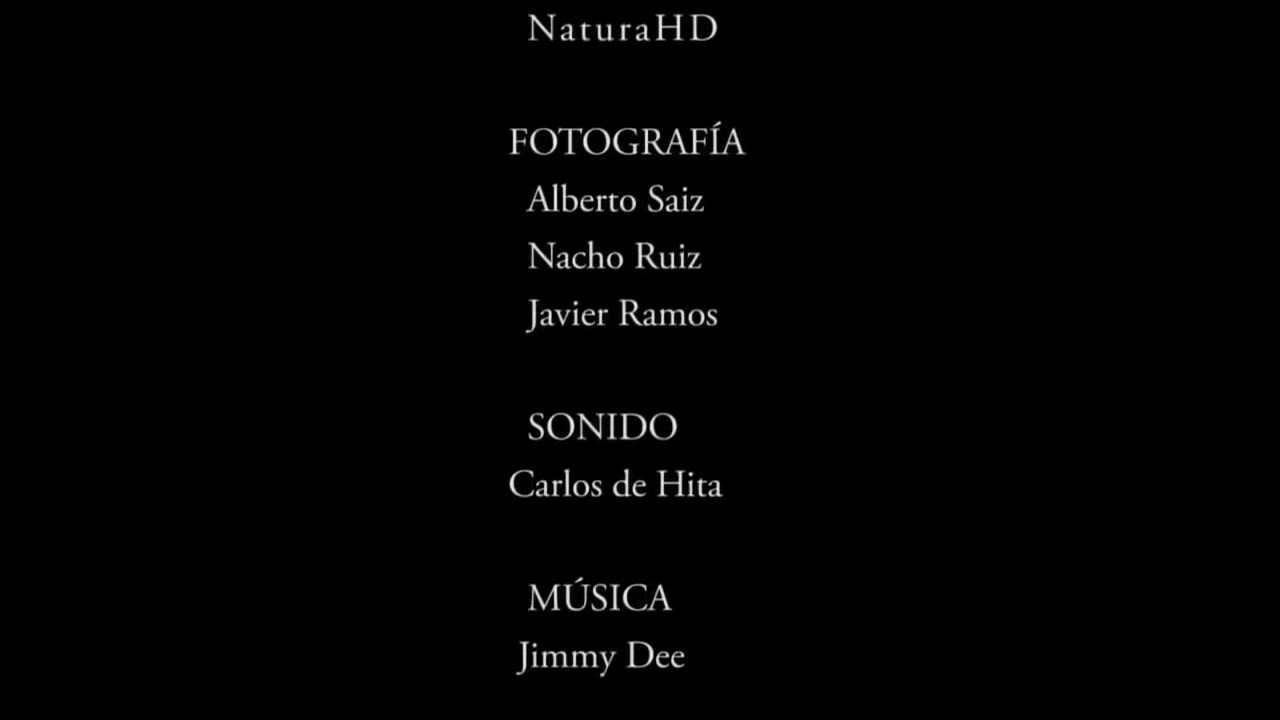 NaturaHD
FOTOGRAFÍA
Alberto Saiz
Nacho Ruiz
Javier Ramos
SONIDO
Carlos de Hita
MÚSICA
Jimmy Dee